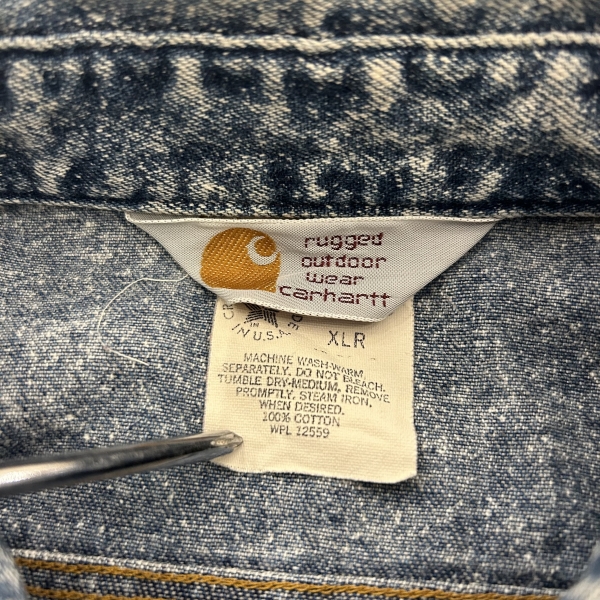 rugged
outdoor
wear
carhartt
IN U.S.A.
XLR
MACHINE WASH-WARM
SEPARATELY. DO NOT BLEACH.
TUMBLE DRY-MEDIUM. REMOVE
PROMPTLY. STEAM IRON,
WHEN DESIRED.
100% COTTON
WPL 12559